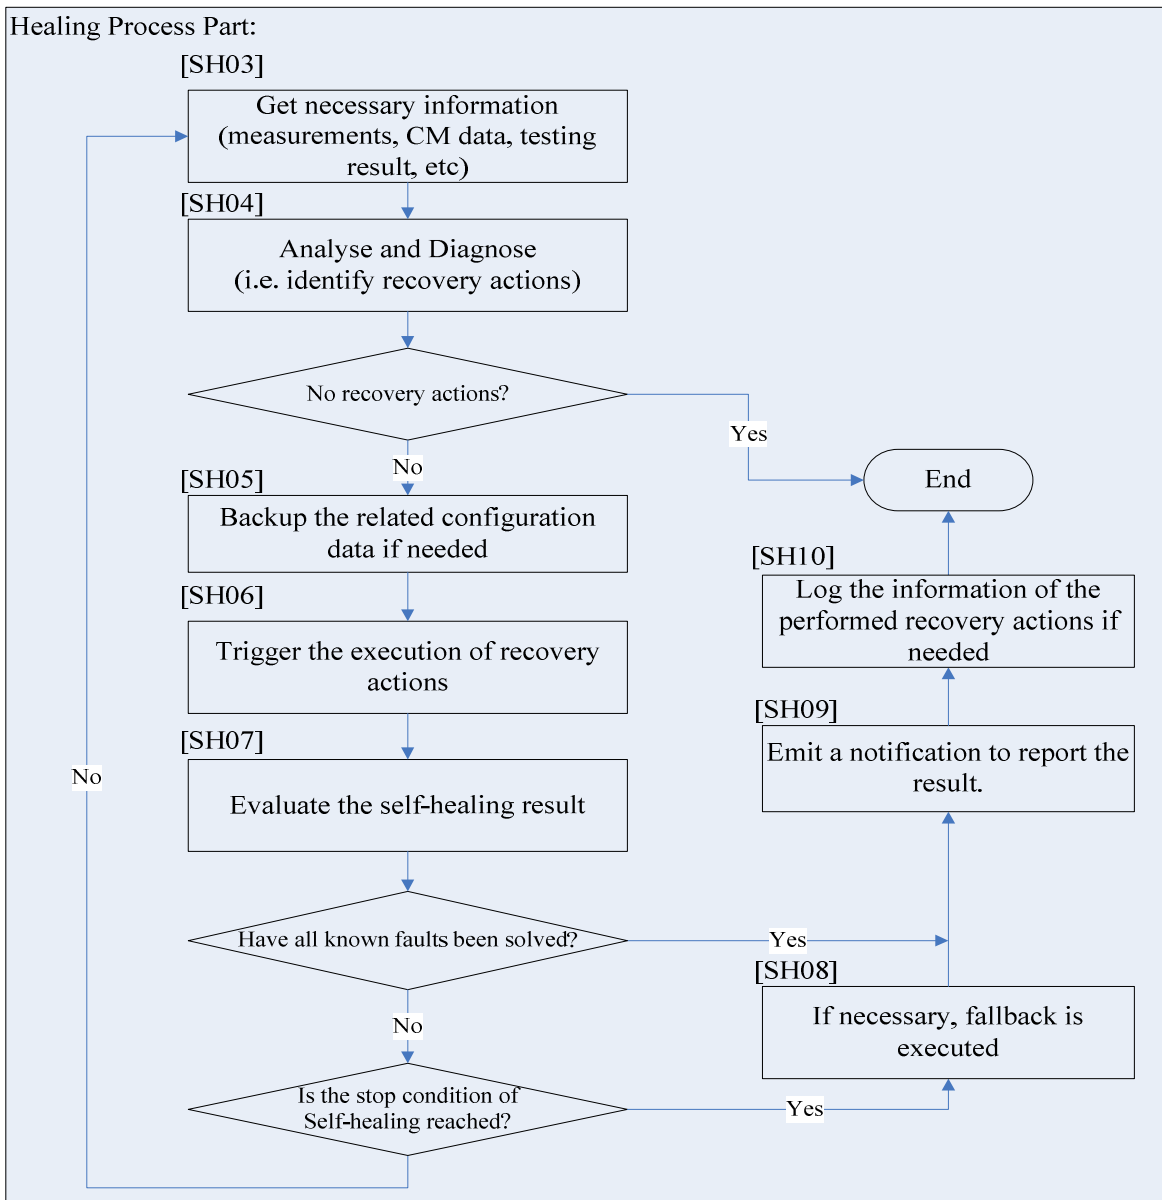 Healing Process Part:
[SH03]
Get necessary information
(measurements, CM data, testing
result, etc)
[SH04]
Analyse and Diagnose
(i.e. identify recovery actions)
No recovery actions?
Yes
No
End
[SH05]
Backup the related configuration
data if needed
[SH10]
Log the information of the
performed recovery actions if
needed
[SH06]
Trigger the execution of recovery
actions
[SH09]
Emit a notification to report the
result.
[SH07]
Evaluate the self-healing result
No
Have all known faults been solved?
Yes
[SH08]
If necessary, fallback is
executed
No
Is the stop condition of
Self-healing reached?
Yes